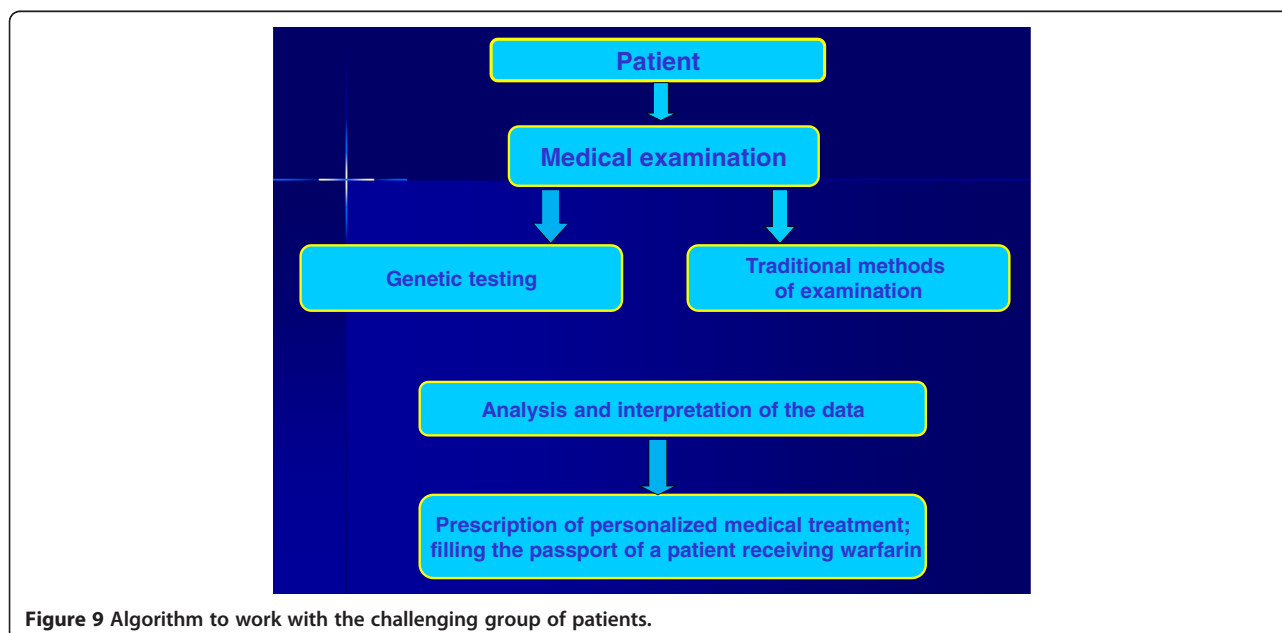 Patient
Medical examination
Genetic testing
Traditional methods
of examination
Analysis and interpretation of the data
Prescription of personalized medical treatment;
filling the passport of a patient receiving warfarin
Figure 9 Algorithm to work with the challenging group of patients.